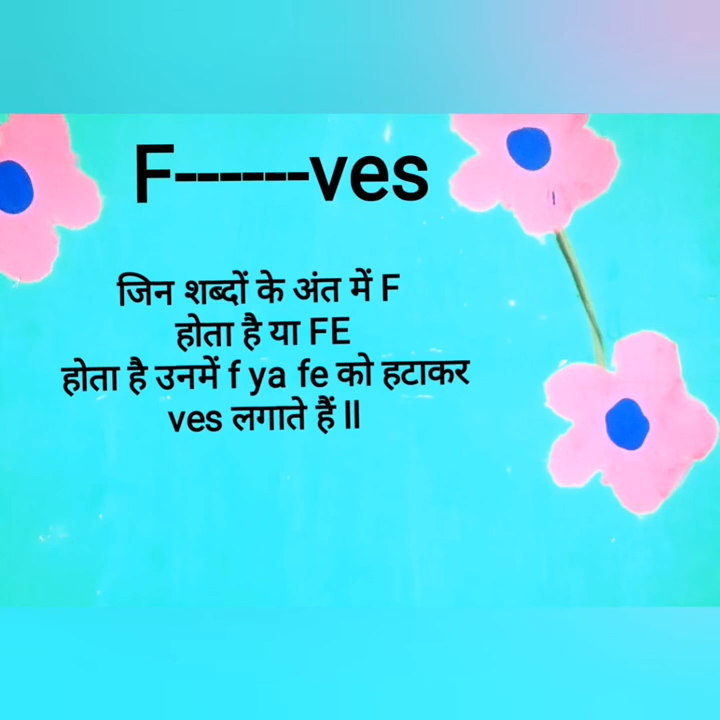 F------ves
जिन शब्दों के अंत में F
होता है या FE
होता है उनमें f ya fe को हटाकर
ves लगाते हैं ll